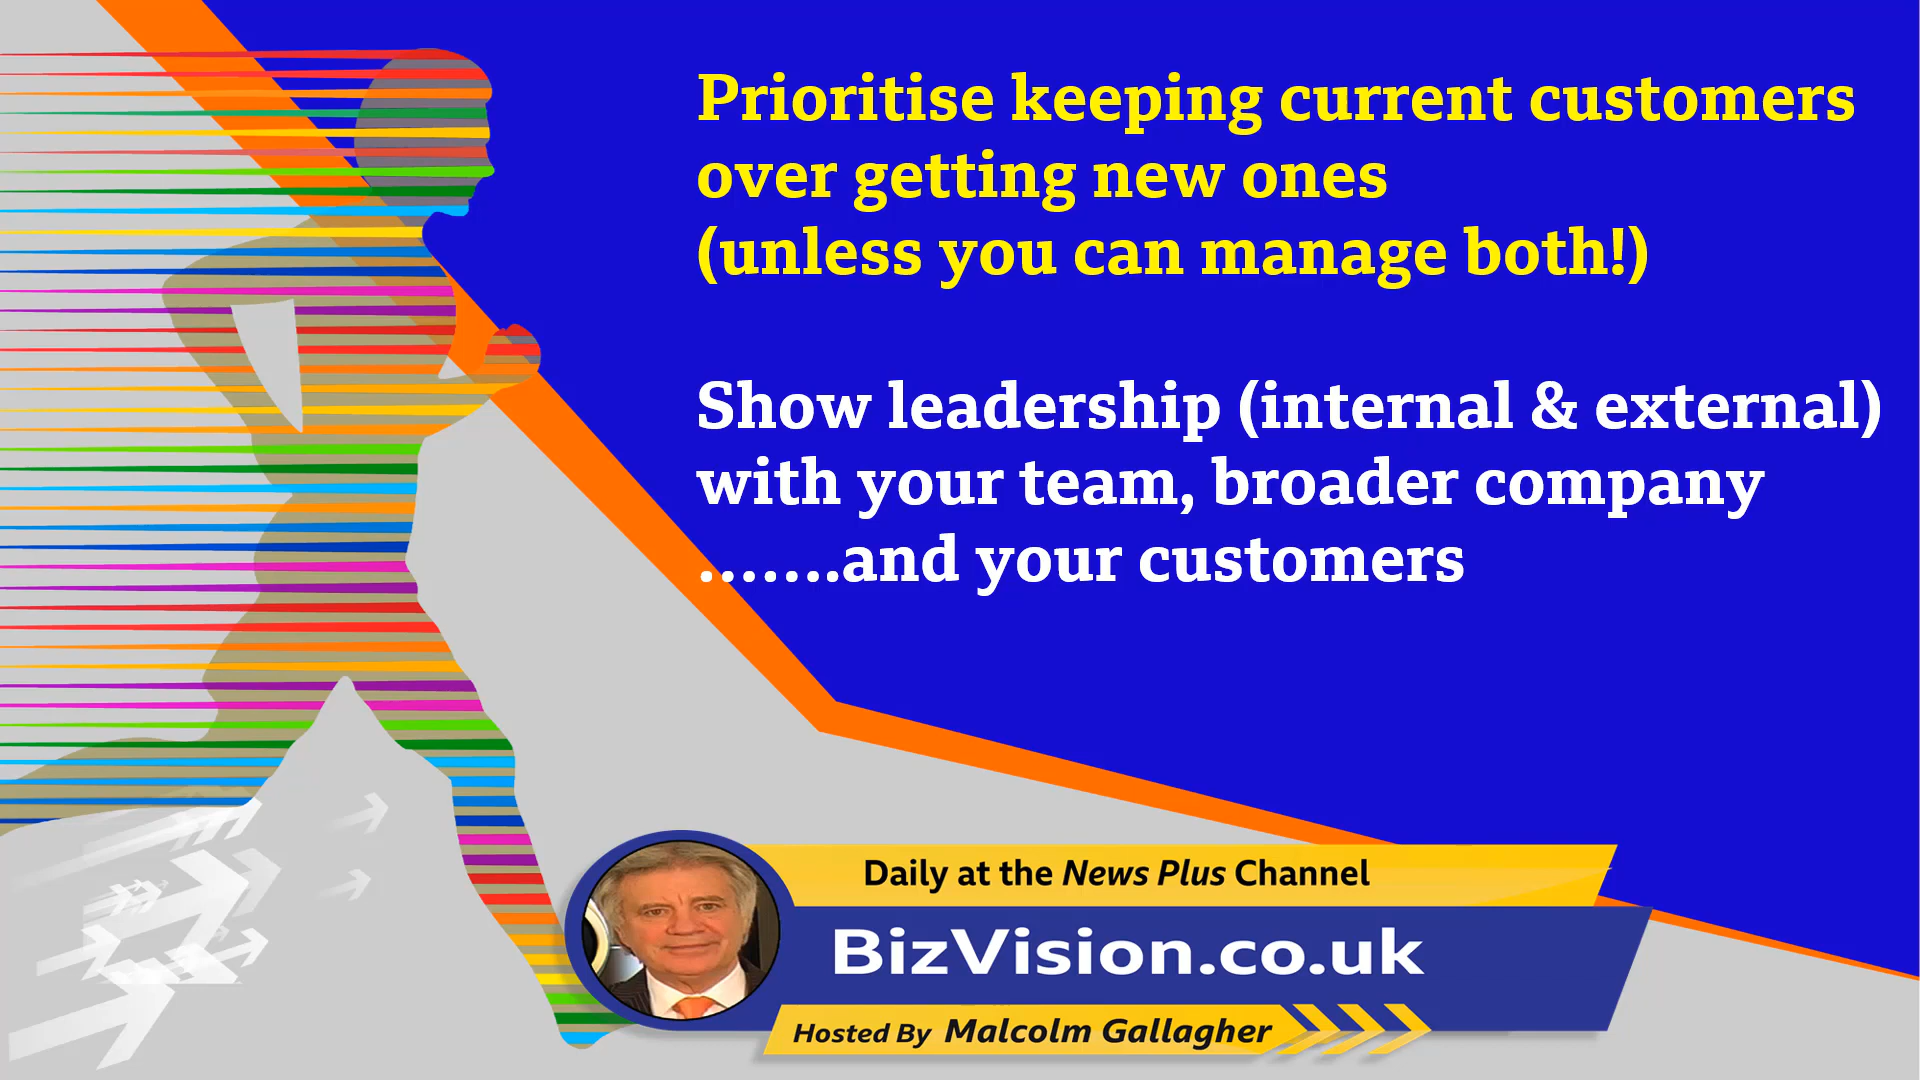 Prioritise keeping current customers
over getting new ones
(unless you can manage both!)
Show leadership (internal & external)
with your team, broader company
.......and your customers
Daily at the News Plus Channel
BizVision.co.uk
Hosted By Malcolm Gallagher